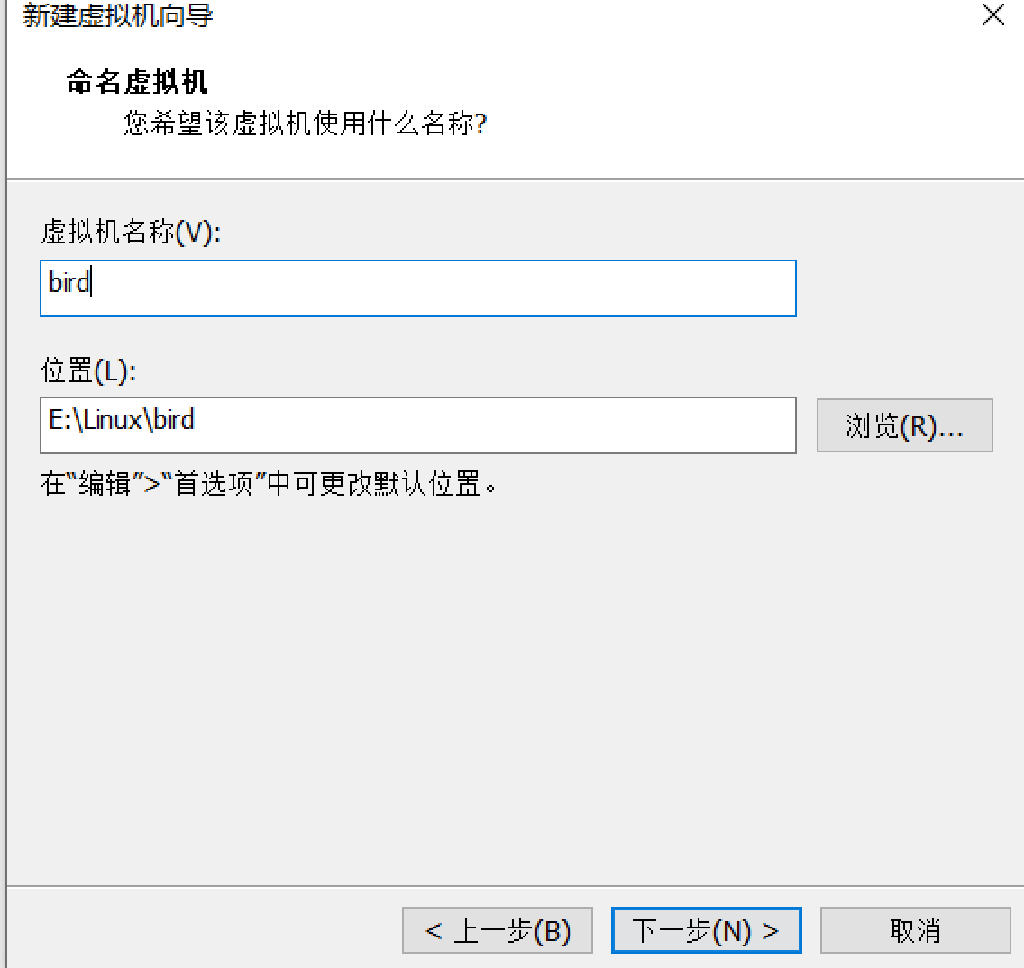 新建虚拟机向导
命名虚拟机
您希望该虚拟机使用什么名称?
虚拟机名称(V):
bird
位置(L):
E:\Linux\bird
浏览(R)...
在"编辑">"首选项"中可更改默认位置。
< 上一步(B)
下一步(N) >
取消